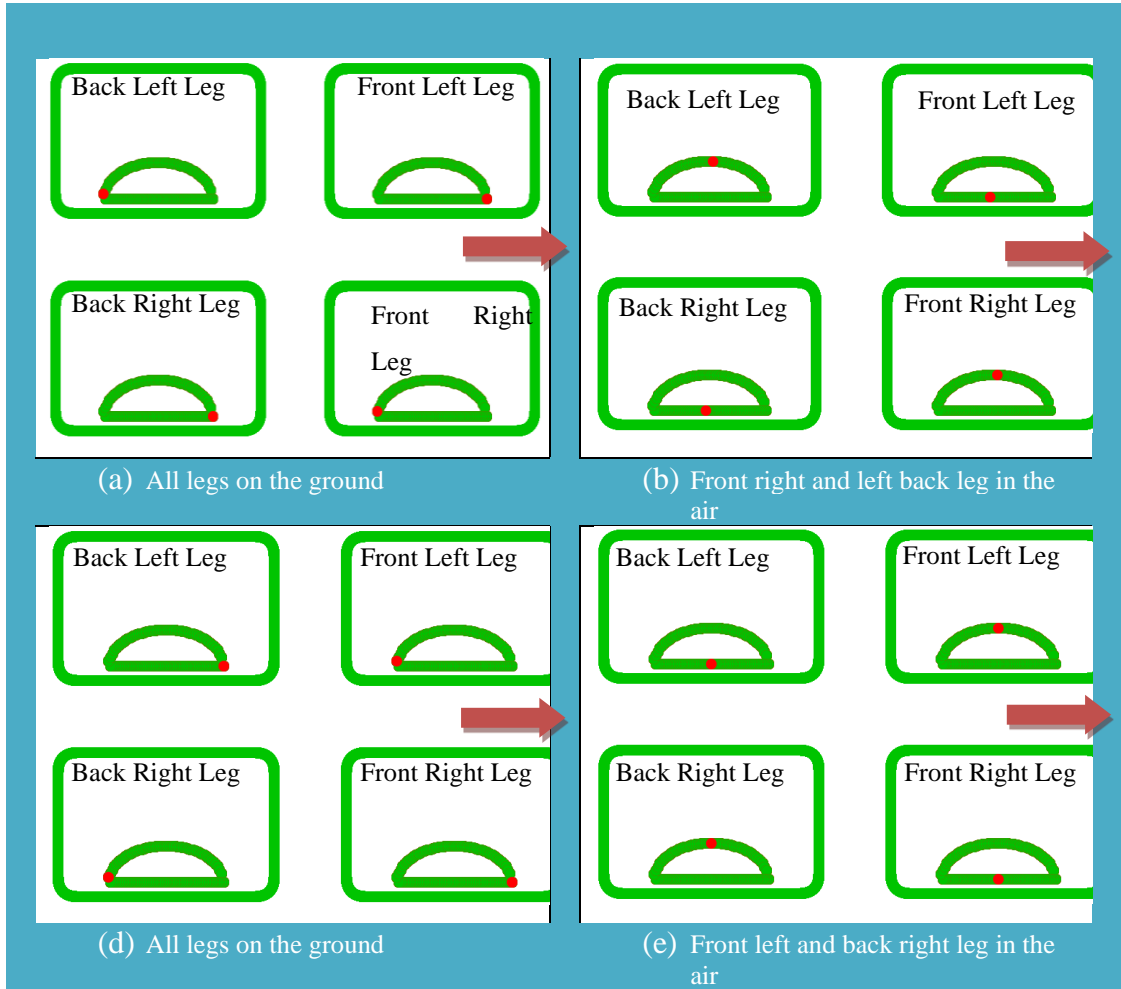 Back Left Leg
Front Left Leg
Back Right Leg
Front Right
Leg
(a) All legs on the ground
Back Left Leg
Front Left Leg
Back Right Leg
Front Right Leg
(b) Front right and left back leg in the
air
Back Left Leg
Front Left Leg
Back Right Leg
Front Right Leg
(d) All legs on the ground
Back Left Leg
Front Left Leg
Back Right Leg
Front Right Leg
(e) Front left and back right leg in the
air